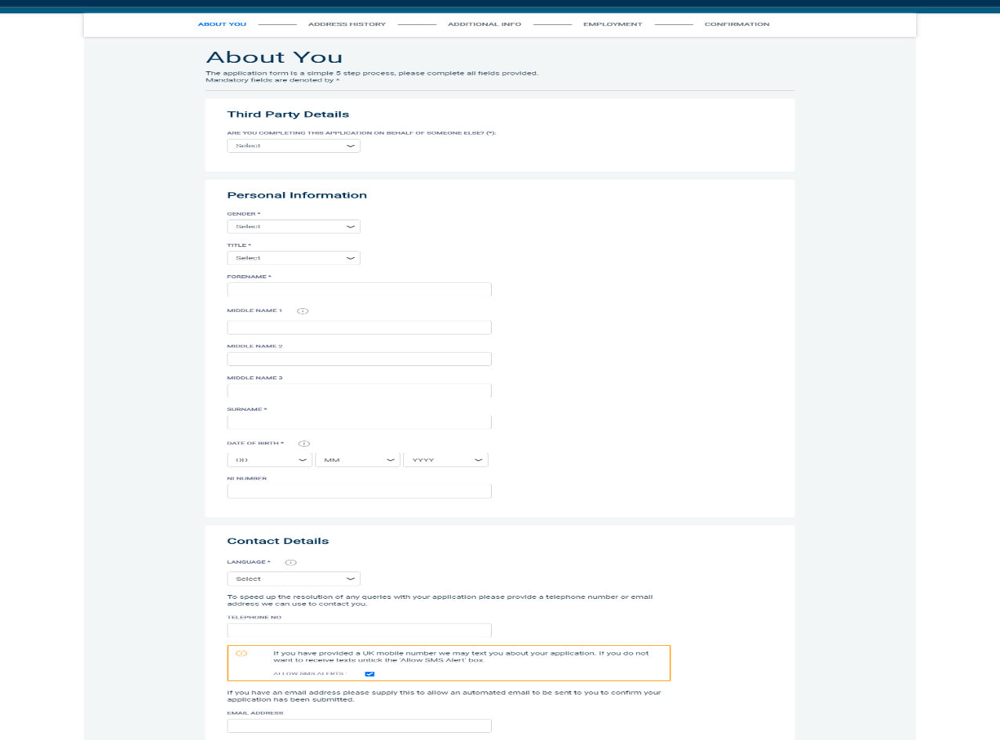 ABOUT YOU ADDRESS HISTORY ADDITIONAL INFO EMPLOYMENT CONFIRMATION
About You
The application form is a simple 5 step process, please complete all fields provided.
Mandatory fields are denoted by *
Third Party Details
ARE YOU COMPLETING THIS APPLICATION ON BEHALF OF SOMEONE ELSE? (*):
Select
Personal Information
GENDER *
Select
TITLE *
Select
FORENAME *
MIDDLE NAME 1
MIDDLE NAME 2
MIDDLE NAME 3
SURNAME *
DATE OF BIRTH *
DD MM YYYY
NI NUMBER
Contact Details
LANGUAGE *
Select
To speed up the resolution of any queries with your application please provide a telephone number or email
address we can use to contact you.
TELEPHONE NO
If you have provided a UK mobile number we may text you about your application. If you do not
want to receive texts untick the 'Allow SMS Alert' box.
ALLOW SMS ALERTS :
If you have an email address please supply this to allow an automated email to be sent to you to confirm your
application has been submitted.
EMAIL ADDRESS